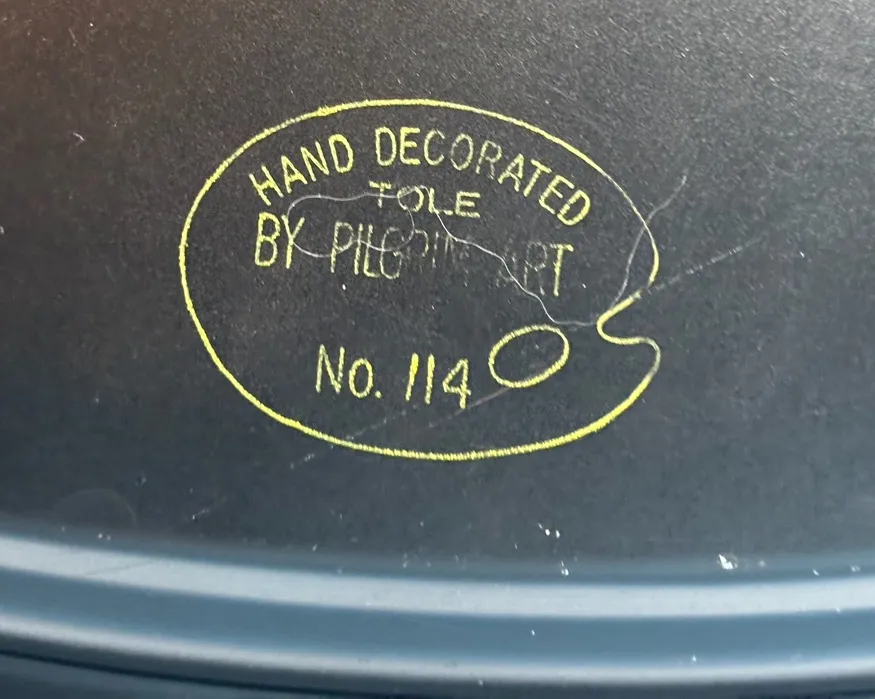 HAND DECORATED
TOLE
BY PILGRIM ART
No. 114